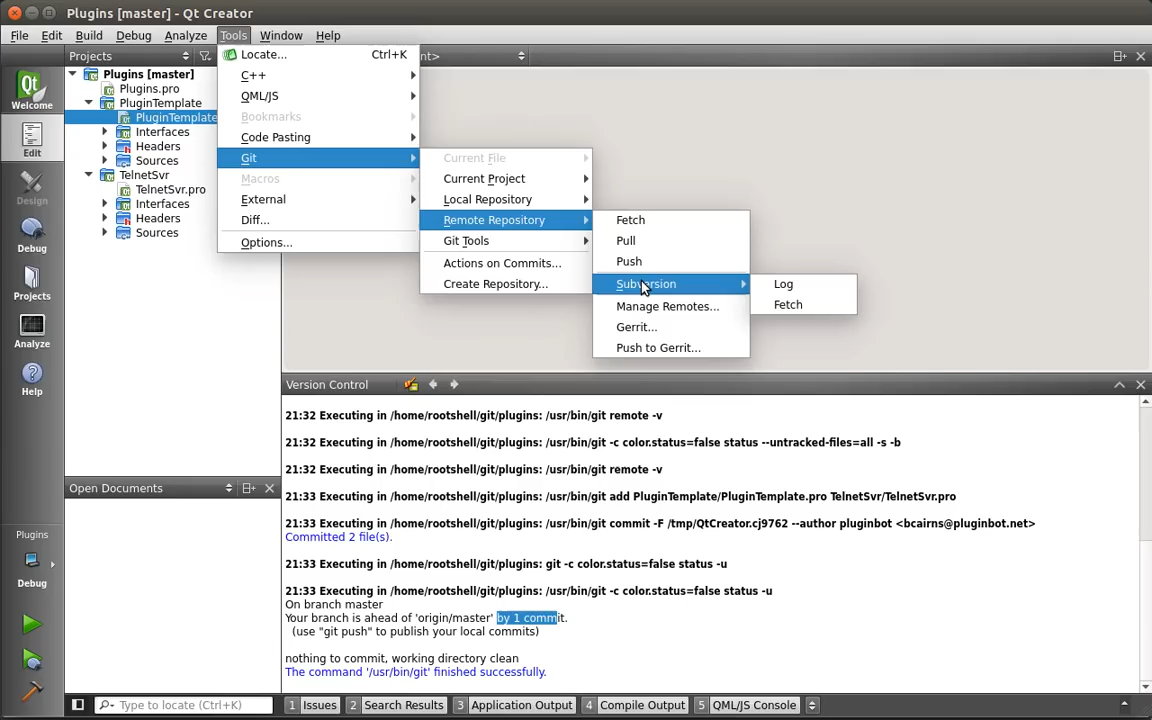 Plugins [master] - Qt Creator
File Edit Build Debug Analyze Tools Window Help
Projects
nt>
Welcome
Edit
Design
Debug
Projects
Analyze
Help
Plugins
Debug
Plugins [master]
Plugins.pro
PluginTemplate
PluginTemplate
Interfaces
Headers
Sources
TelnetSvr
TelnetSvr.pro
Interfaces
Headers
Sources
Locate... Ctrl+K
C++
QML/JS
Bookmarks
Code Pasting
Git
Macros
External
Diff...
Options...
Current File
Current Project
Local Repository
Remote Repository
Git Tools
Actions on Commits...
Create Repository...
Fetch
Pull
Push
Subversion
Manage Remotes...
Gerrit...
Push to Gerrit...
Log
Fetch
Open Documents
Version Control
21:32 Executing in /home/rootshell/git/plugins: /usr/bin/git remote -v
21:32 Executing in /home/rootshell/git/plugins: /usr/bin/git -c color.status=false status --untracked-files=all -s -b
21:32 Executing in /home/rootshell/git/plugins: /usr/bin/git remote -v
21:33 Executing in /home/rootshell/git/plugins: /usr/bin/git add PluginTemplate/PluginTemplate.pro TelnetSvr/TelnetSvr.pro
21:33 Executing in /home/rootshell/git/plugins: /usr/bin/git commit -F /tmp/QtCreator.cj9762 --author pluginbot <bcairns@pluginbot.net>
Committed 2 file(s).
21:33 Executing in /home/rootshell/git/plugins: git -c color.status=false status -u
21:33 Executing in /home/rootshell/git/plugins: /usr/bin/git -c color.status=false status -u
On branch master
Your branch is ahead of 'origin/master' by 1 commit.
(use "git push" to publish your local commits)
nothing to commit, working directory clean
The command '/usr/bin/git' finished successfully.
Type to locate (Ctrl+K) 1 Issues 2 Search Results 3 Application Output 4 Compile Output 5 QML/JS Console